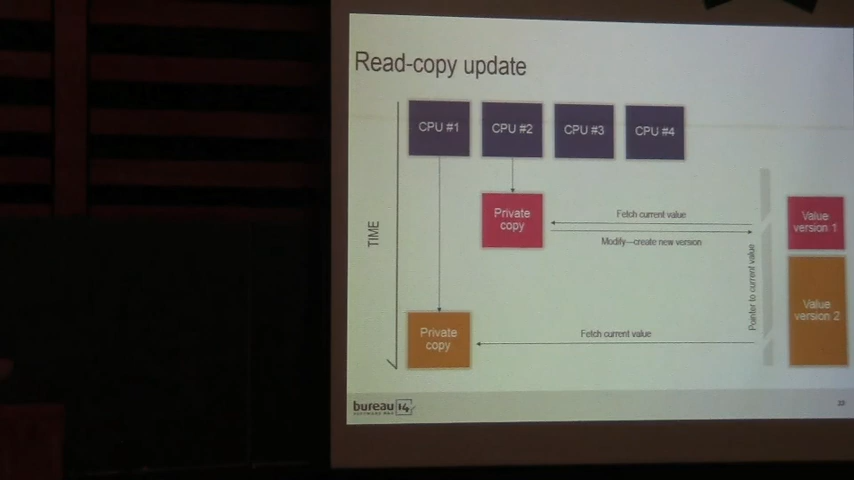 Read-copy update
CPU #1
CPU #2
CPU #3
CPU #4
TIME
Private
copy
Fetch current value
Modify—create new version
Value
version 1
Pointer to current value
Value
version 2
Private
copy
Fetch current value
bureau 14